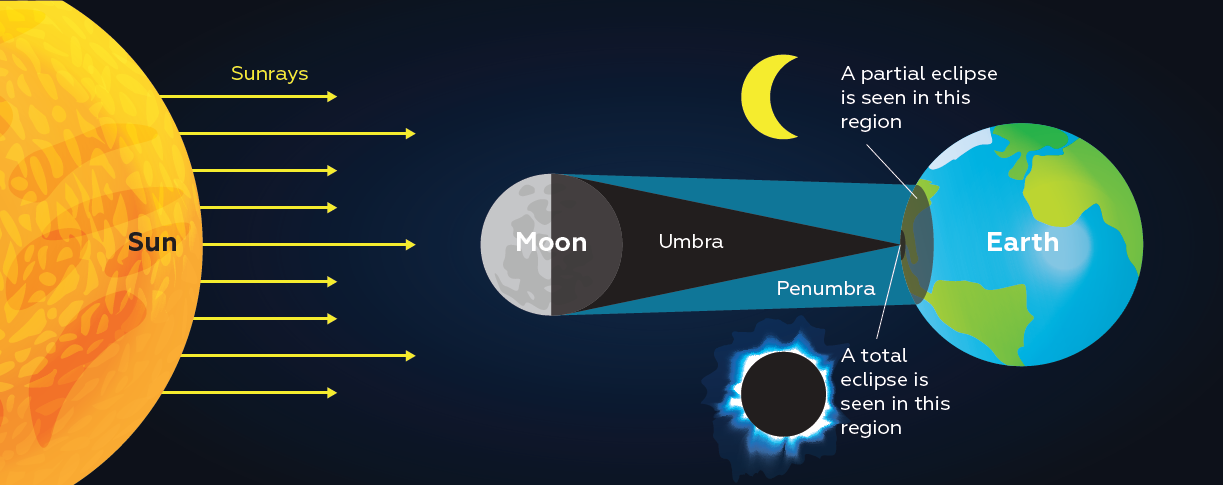 Sunrays
A partial eclipse
is seen in this
region
Sun
Moon
Umbra
Earth
Penumbra
A total
eclipse is
seen in this
region